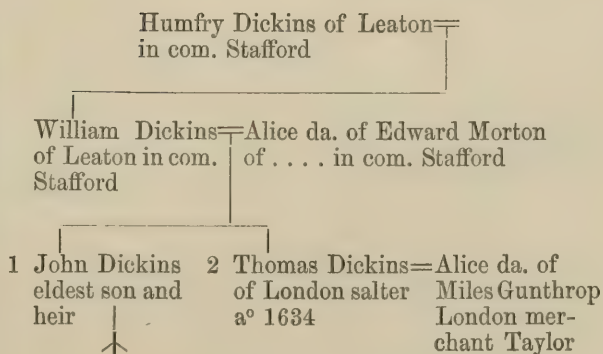 Humfry Dickins of Leaton
in com. Stafford
William Dickins=Alice da. of Edward Morton
of Leaton in com. of . . . . in com. Stafford
Stafford
1 John Dickins 2 Thomas Dickins=Alice da. of
eldest son and of London salter Miles Gunthrop
heir aº 1634 London mer-
chant Taylor